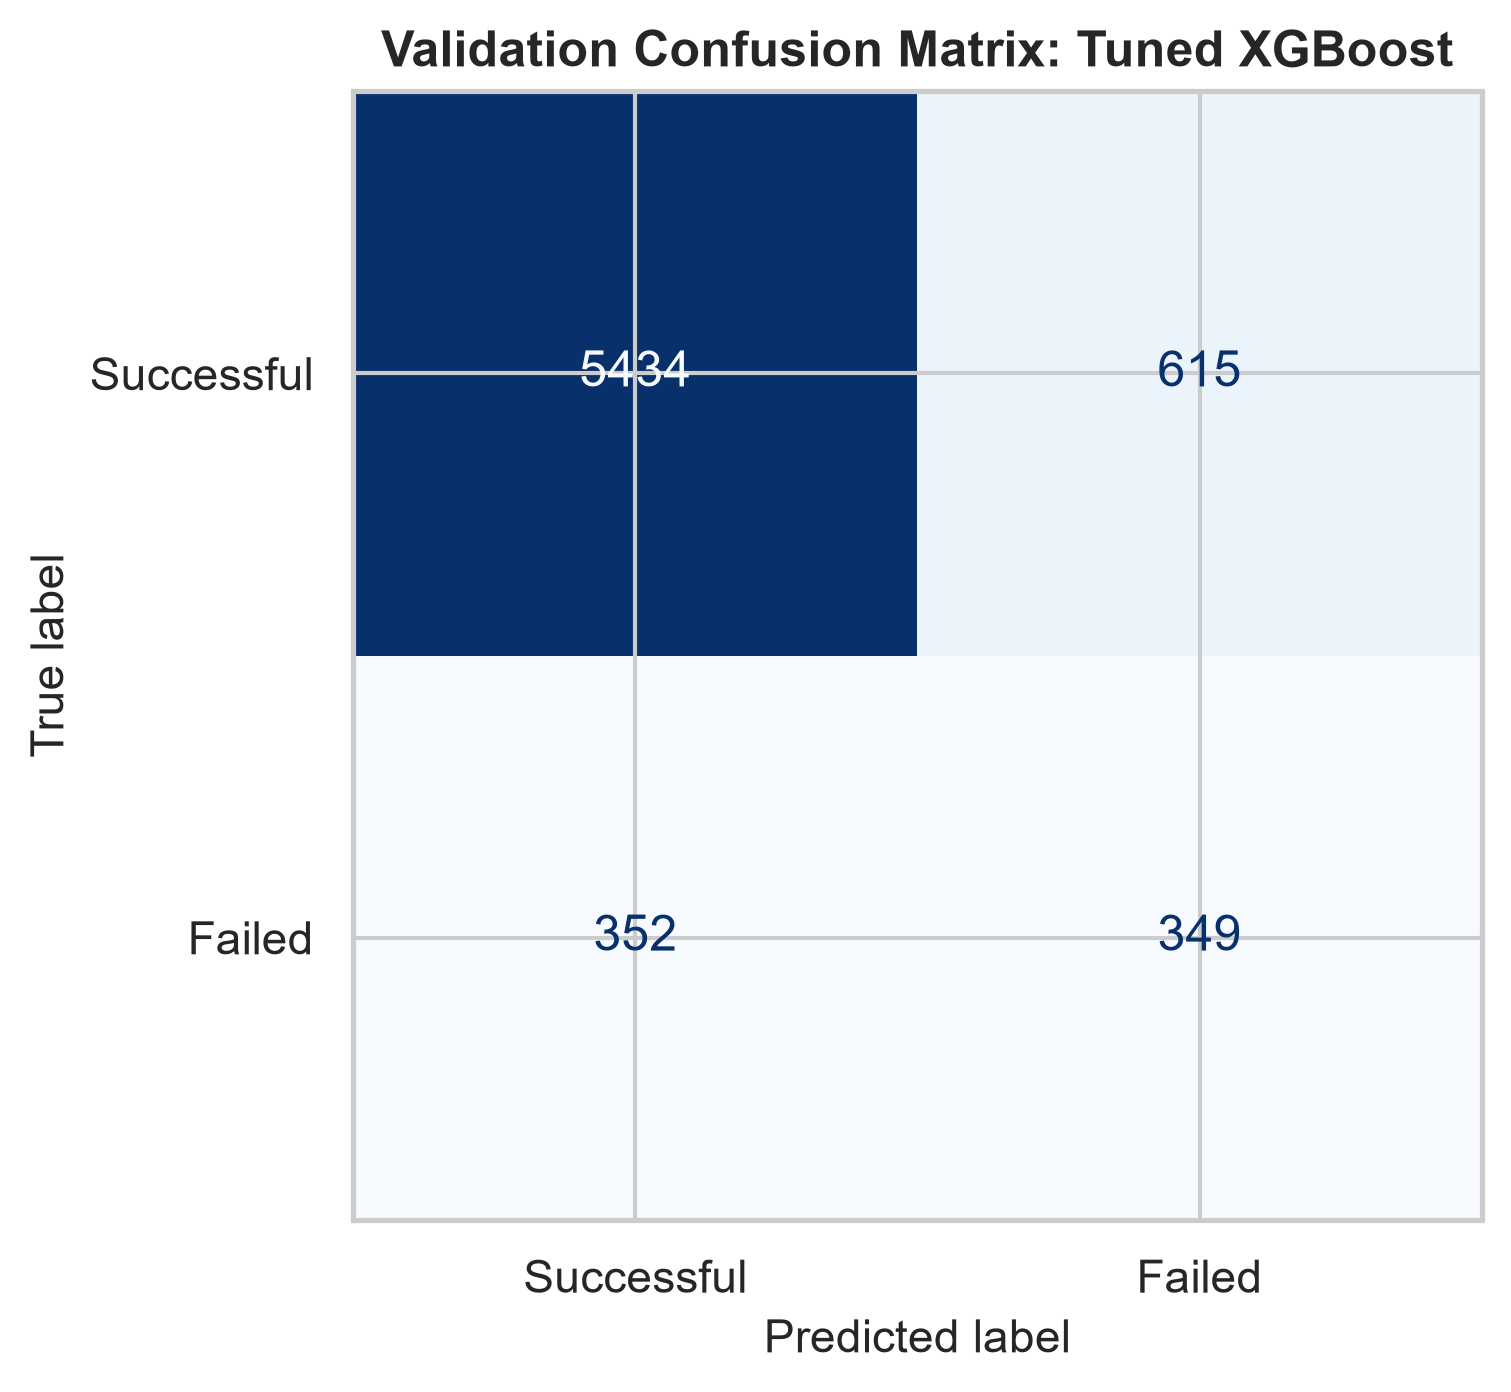 Validation Confusion Matrix: Tuned XGBoost
Successful
5434
615
True label
Failed
352
349
Successful
Failed
Predicted label